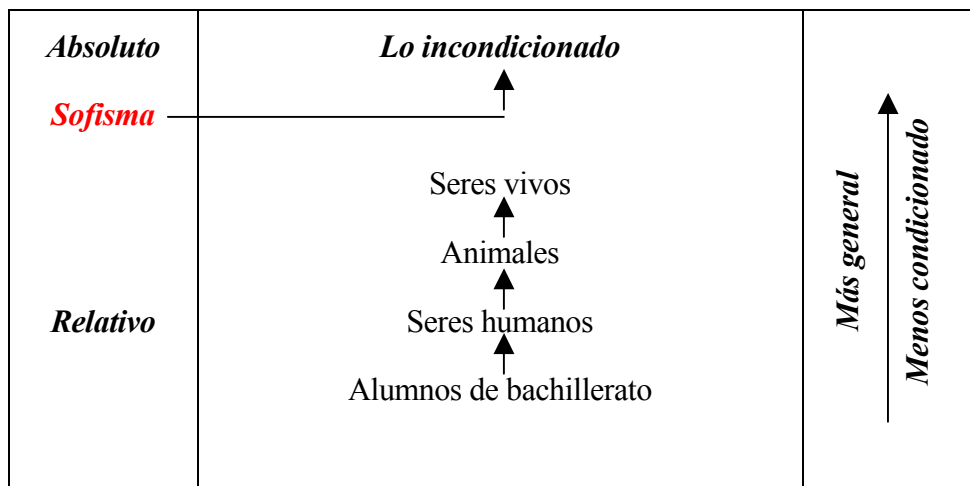 Absoluto
Lo incondicionado
Sofisma
Seres vivos
Animales
Relativo
Seres humanos
Alumnos de bachillerato
Más general
Menos condicionado